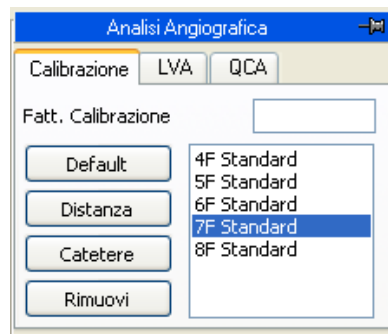 Analisi Angiografica
Calibrazione LVA QCA
Fatt. Calibrazione
Default
Distanza
Catetere
Rimuovi
4F Standard
5F Standard
6F Standard
7F Standard
8F Standard